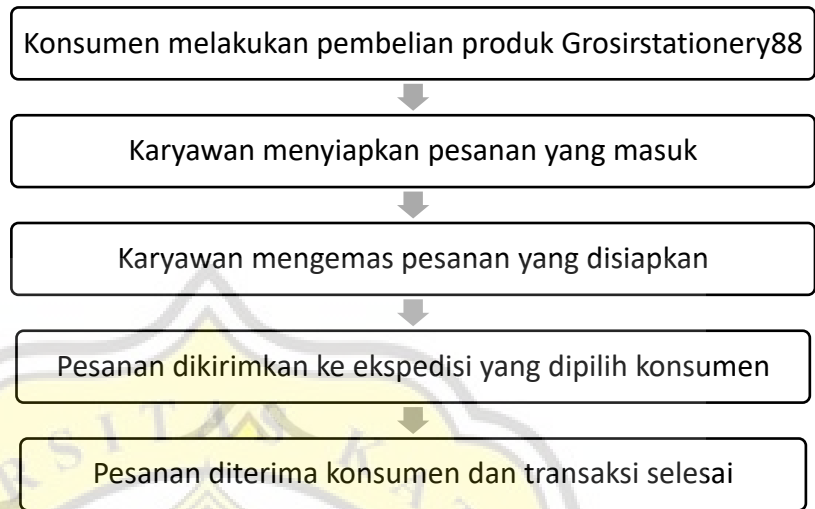 Konsumen melakukan pembelian produk Grosirstationery88
Karyawan menyiapkan pesanan yang masuk
Karyawan mengemas pesanan yang disiapkan
Pesanan dikirimkan ke ekspedisi yang dipilih konsumen
Pesanan diterima konsumen dan transaksi selesai